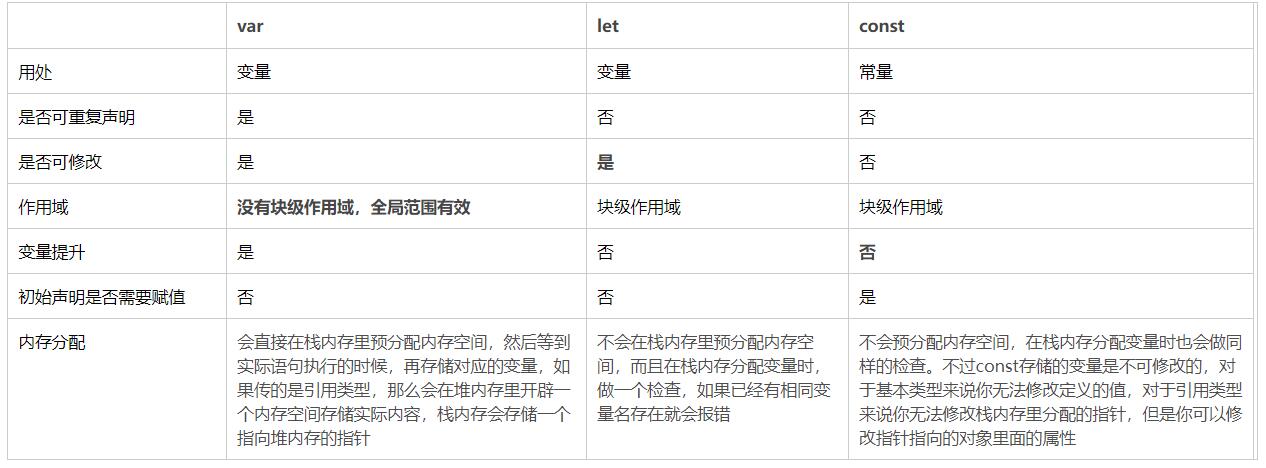 var let const
用处 变量 变量 常量
是否可重复声明 是 否 否
是否可修改 是 是 否
作用域 没有块级作用域，全局范围有效 块级作用域 块级作用域
变量提升 是 否 否
初始声明是否需要赋值 否 否 是
内存分配
会直接在栈内存里预分配内存空间，然后等到
实际语句执行的时候，再存储对应的变量，如
果传的是引用类型，那么会在堆内存里开辟一
个内存空间存储实际内容，栈内存会存储一个
指向堆内存的指针
不会在栈内存里预分配内存空
间，而且在栈内存分配变量时，
做一个检查，如果已经有相同变
量名存在就会报错
不会预分配内存空间，在栈内存分配变量时也会做同
样的检查。不过const存储的变量是不可修改的，对
于基本类型来说你无法修改定义的值，对于引用类型
来说你无法修改栈内存里分配的指针，但是你可以修
改指针指向的对象里面的属性